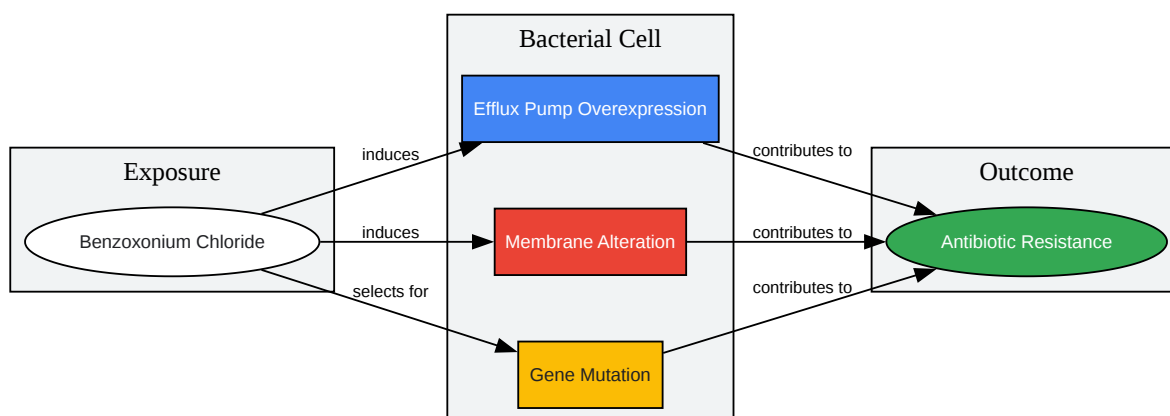 Bacterial Cell
Efflux Pump Overexpression
induces
contributes to
Exposure
Outcome
Benzoxonium Chloride
induces
Membrane Alteration
contributes to
Antibiotic Resistance
selects for
contributes to
Gene Mutation